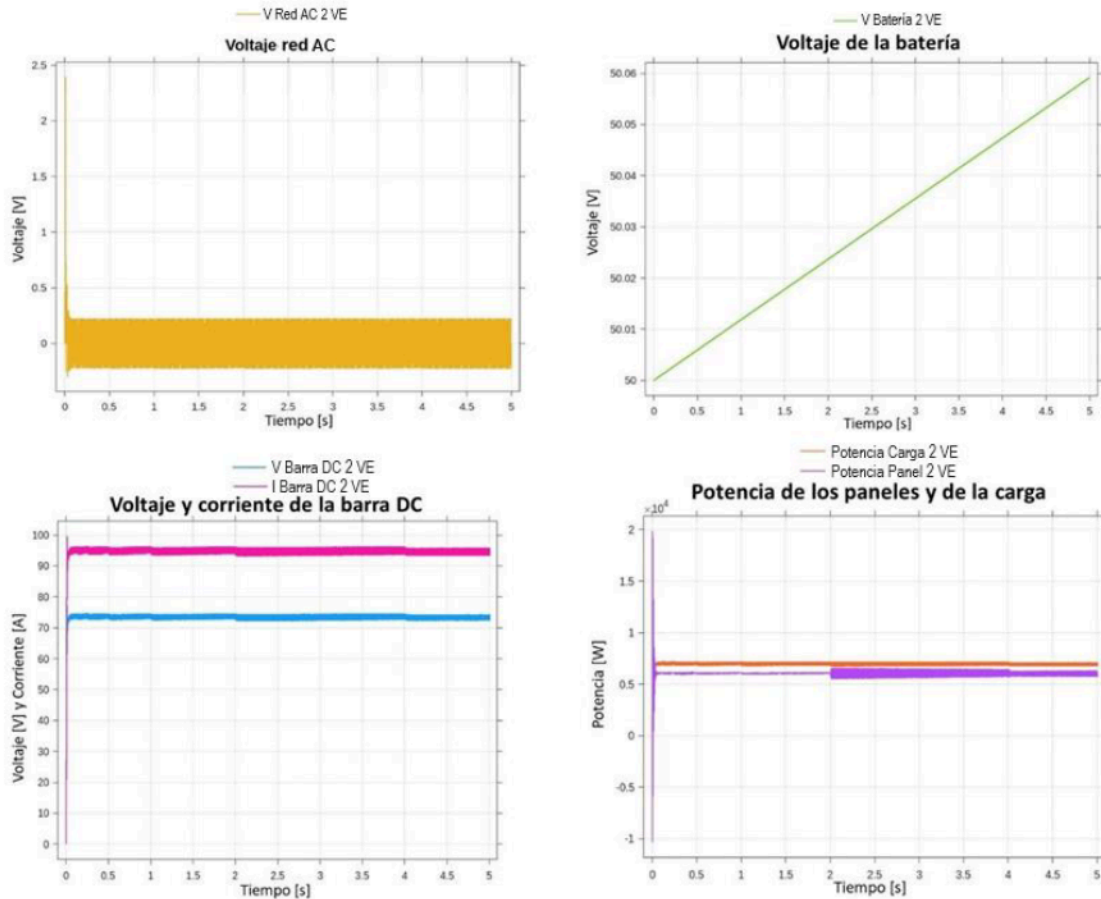 V Red AC 2 VE
Voltaje red AC
Voltaje [V]
2.5
2
1.5
1
0.5
0
0 0.5 1 1.5 2 2.5 3 3.5 4 4.5 5
Tiempo [s]
V Batería 2 VE
Voltaje de la batería
Voltaje [V]
50.06
50.05
50.04
50.03
50.02
50.01
50
0 0.5 1 1.5 2 2.5 3 3.5 4 4.5 5
Tiempo [s]
V Barra DC 2 VE
I Barra DC 2 VE
Voltaje y corriente de la barra DC
Voltaje [V] y Corriente [A]
100
90
80
70
60
50
40
30
20
10
0
0 0.5 1 1.5 2 2.5 3 3.5 4 4.5 5
Tiempo [s]
Potencia Carga 2 VE
Potencia Panel 2 VE
Potencia de los paneles y de la carga
×10⁴
Potencia [W]
2
1.5
1
0.5
0
-0.5
-1
0 0.5 1 1.5 2 2.5 3 3.5 4 4.5 5
Tiempo [s]